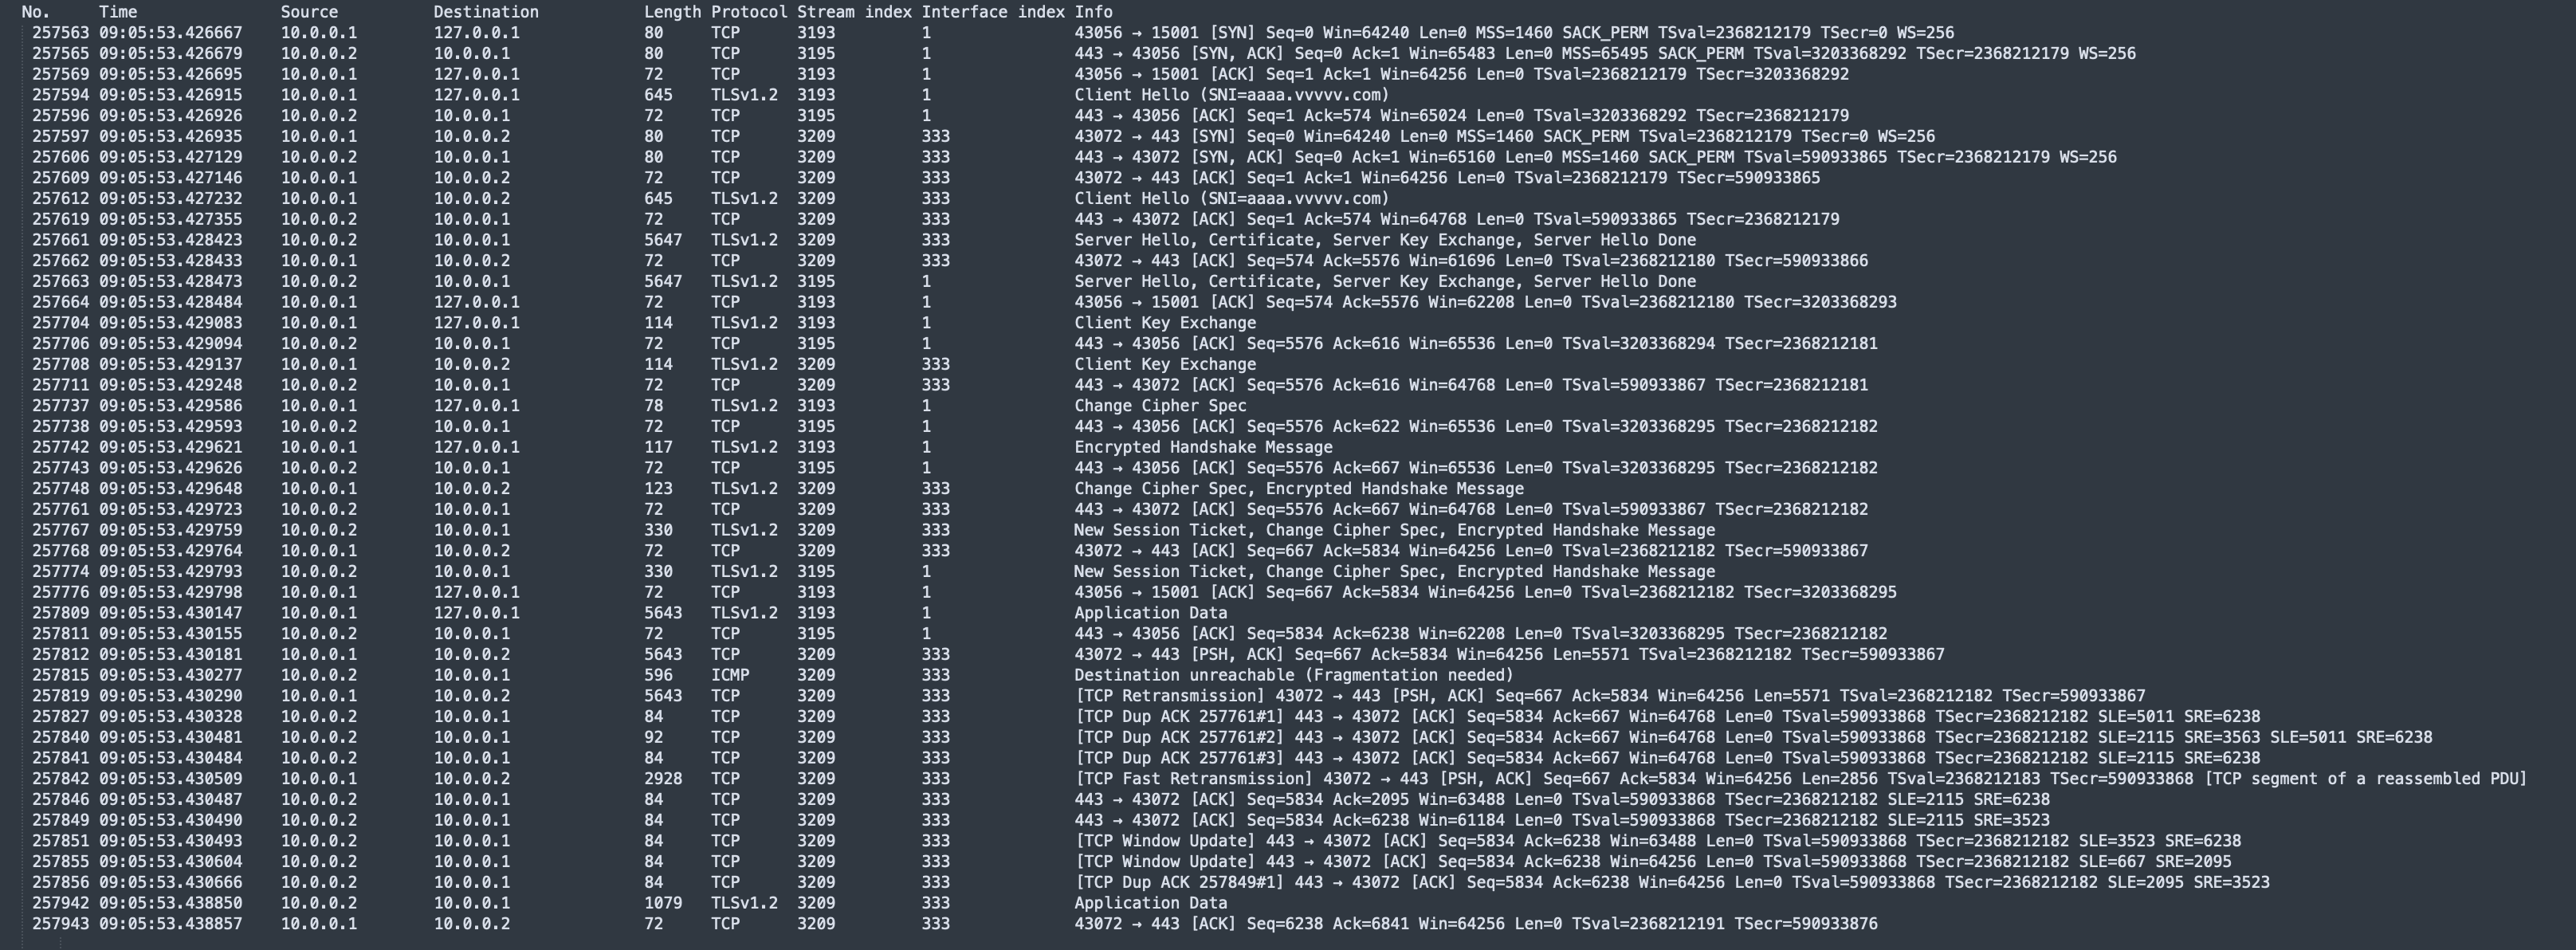 No. Time Source Destination Length Protocol Stream index Interface index Info
257563 09:05:53.426667 10.0.0.1 127.0.0.1 80 TCP 3193 1 43056 → 15001 [SYN] Seq=0 Win=64240 Len=0 MSS=1460 SACK_PERM TSval=2368212179 TSecr=0 WS=256
257565 09:05:53.426679 10.0.0.2 10.0.0.1 80 TCP 3195 1 443 → 43056 [SYN, ACK] Seq=0 Ack=1 Win=65483 Len=0 MSS=65495 SACK_PERM TSval=3203368292 TSecr=2368212179 WS=256
257569 09:05:53.426695 10.0.0.1 127.0.0.1 72 TCP 3193 1 43056 → 15001 [ACK] Seq=1 Ack=1 Win=64256 Len=0 TSval=2368212179 TSecr=3203368292
257594 09:05:53.426915 10.0.0.1 127.0.0.1 645 TLSv1.2 3193 1 Client Hello (SNI=aaaa.vvvvv.com)
257596 09:05:53.426926 10.0.0.2 10.0.0.1 72 TCP 3195 1 443 → 43056 [ACK] Seq=1 Ack=574 Win=65024 Len=0 TSval=3203368292 TSecr=2368212179
257597 09:05:53.426935 10.0.0.1 10.0.0.2 80 TCP 3209 333 43072 → 443 [SYN] Seq=0 Win=64240 Len=0 MSS=1460 SACK_PERM TSval=2368212179 TSecr=0 WS=256
257606 09:05:53.427129 10.0.0.2 10.0.0.1 80 TCP 3209 333 443 → 43072 [SYN, ACK] Seq=0 Ack=1 Win=65160 Len=0 MSS=1460 SACK_PERM TSval=590933865 TSecr=2368212179 WS=256
257609 09:05:53.427146 10.0.0.1 10.0.0.2 72 TCP 3209 333 43072 → 443 [ACK] Seq=1 Ack=1 Win=64256 Len=0 TSval=2368212179 TSecr=590933865
257612 09:05:53.427232 10.0.0.1 10.0.0.2 645 TLSv1.2 3209 333 Client Hello (SNI=aaaa.vvvvv.com)
257619 09:05:53.427355 10.0.0.2 10.0.0.1 72 TCP 3209 333 443 → 43072 [ACK] Seq=1 Ack=574 Win=64768 Len=0 TSval=590933865 TSecr=2368212179
257661 09:05:53.428423 10.0.0.2 10.0.0.1 5647 TLSv1.2 3209 333 Server Hello, Certificate, Server Key Exchange, Server Hello Done
257662 09:05:53.428433 10.0.0.1 10.0.0.2 72 TCP 3209 333 43072 → 443 [ACK] Seq=574 Ack=5576 Win=61696 Len=0 TSval=2368212180 TSecr=590933866
257663 09:05:53.428473 10.0.0.2 10.0.0.1 5647 TLSv1.2 3195 1 Server Hello, Certificate, Server Key Exchange, Server Hello Done
257664 09:05:53.428484 10.0.0.1 127.0.0.1 72 TCP 3193 1 43056 → 15001 [ACK] Seq=574 Ack=5576 Win=62208 Len=0 TSval=2368212180 TSecr=3203368293
257704 09:05:53.429083 10.0.0.1 127.0.0.1 114 TLSv1.2 3193 1 Client Key Exchange
257706 09:05:53.429094 10.0.0.2 10.0.0.1 72 TCP 3195 1 443 → 43056 [ACK] Seq=5576 Ack=616 Win=65536 Len=0 TSval=3203368294 TSecr=2368212181
257708 09:05:53.429137 10.0.0.1 10.0.0.2 114 TLSv1.2 3209 333 Client Key Exchange
257711 09:05:53.429248 10.0.0.2 10.0.0.1 72 TCP 3209 333 443 → 43072 [ACK] Seq=5576 Ack=616 Win=64768 Len=0 TSval=590933867 TSecr=2368212181
257737 09:05:53.429586 10.0.0.1 127.0.0.1 78 TLSv1.2 3193 1 Change Cipher Spec
257738 09:05:53.429593 10.0.0.2 10.0.0.1 72 TCP 3195 1 443 → 43056 [ACK] Seq=5576 Ack=622 Win=65536 Len=0 TSval=3203368295 TSecr=2368212182
257742 09:05:53.429621 10.0.0.1 127.0.0.1 117 TLSv1.2 3193 1 Encrypted Handshake Message
257743 09:05:53.429626 10.0.0.2 10.0.0.1 72 TCP 3195 1 443 → 43056 [ACK] Seq=5576 Ack=667 Win=65536 Len=0 TSval=3203368295 TSecr=2368212182
257748 09:05:53.429648 10.0.0.1 10.0.0.2 123 TLSv1.2 3209 333 Change Cipher Spec, Encrypted Handshake Message
257761 09:05:53.429723 10.0.0.2 10.0.0.1 72 TCP 3209 333 443 → 43072 [ACK] Seq=5576 Ack=667 Win=64768 Len=0 TSval=590933867 TSecr=2368212182
257767 09:05:53.429759 10.0.0.2 10.0.0.1 330 TLSv1.2 3209 333 New Session Ticket, Change Cipher Spec, Encrypted Handshake Message
257768 09:05:53.429764 10.0.0.1 10.0.0.2 72 TCP 3209 333 43072 → 443 [ACK] Seq=667 Ack=5834 Win=64256 Len=0 TSval=2368212182 TSecr=590933867
257774 09:05:53.429793 10.0.0.2 10.0.0.1 330 TLSv1.2 3195 1 New Session Ticket, Change Cipher Spec, Encrypted Handshake Message
257776 09:05:53.429798 10.0.0.1 127.0.0.1 72 TCP 3193 1 43056 → 15001 [ACK] Seq=667 Ack=5834 Win=64256 Len=0 TSval=2368212182 TSecr=3203368295
257809 09:05:53.430147 10.0.0.1 127.0.0.1 5643 TLSv1.2 3193 1 Application Data
257811 09:05:53.430155 10.0.0.2 10.0.0.1 72 TCP 3195 1 443 → 43056 [ACK] Seq=5834 Ack=6238 Win=62208 Len=0 TSval=3203368295 TSecr=2368212182
257812 09:05:53.430181 10.0.0.1 10.0.0.2 5643 TCP 3209 333 43072 → 443 [PSH, ACK] Seq=667 Ack=5834 Win=64256 Len=5571 TSval=2368212182 TSecr=590933867
257815 09:05:53.430277 10.0.0.2 10.0.0.1 596 ICMP 3209 333 Destination unreachable (Fragmentation needed)
257819 09:05:53.430290 10.0.0.1 10.0.0.2 5643 TCP 3209 333 [TCP Retransmission] 43072 → 443 [PSH, ACK] Seq=667 Ack=5834 Win=64256 Len=5571 TSval=2368212182 TSecr=590933867
257827 09:05:53.430328 10.0.0.2 10.0.0.1 84 TCP 3209 333 [TCP Dup ACK 257761#1] 443 → 43072 [ACK] Seq=5834 Ack=667 Win=64768 Len=0 TSval=590933868 TSecr=2368212182 SLE=5011 SRE=6238
257840 09:05:53.430481 10.0.0.2 10.0.0.1 92 TCP 3209 333 [TCP Dup ACK 257761#2] 443 → 43072 [ACK] Seq=5834 Ack=667 Win=64768 Len=0 TSval=590933868 TSecr=2368212182 SLE=2115 SRE=3563 SLE=5011 SRE=6238
257841 09:05:53.430484 10.0.0.2 10.0.0.1 84 TCP 3209 333 [TCP Dup ACK 257761#3] 443 → 43072 [ACK] Seq=5834 Ack=667 Win=64768 Len=0 TSval=590933868 TSecr=2368212182 SLE=2115 SRE=6238
257842 09:05:53.430509 10.0.0.1 10.0.0.2 2928 TCP 3209 333 [TCP Fast Retransmission] 43072 → 443 [PSH, ACK] Seq=667 Ack=5834 Win=64256 Len=2856 TSval=2368212183 TSecr=590933868 [TCP segment of a reassembled PDU]
257846 09:05:53.430487 10.0.0.2 10.0.0.1 84 TCP 3209 333 443 → 43072 [ACK] Seq=5834 Ack=2095 Win=63488 Len=0 TSval=590933868 TSecr=2368212182 SLE=2115 SRE=6238
257849 09:05:53.430490 10.0.0.2 10.0.0.1 84 TCP 3209 333 443 → 43072 [ACK] Seq=5834 Ack=6238 Win=61184 Len=0 TSval=590933868 TSecr=2368212182 SLE=2115 SRE=3523
257851 09:05:53.430493 10.0.0.2 10.0.0.1 84 TCP 3209 333 [TCP Window Update] 443 → 43072 [ACK] Seq=5834 Ack=6238 Win=63488 Len=0 TSval=590933868 TSecr=2368212182 SLE=3523 SRE=6238
257855 09:05:53.430604 10.0.0.2 10.0.0.1 84 TCP 3209 333 [TCP Window Update] 443 → 43072 [ACK] Seq=5834 Ack=6238 Win=64256 Len=0 TSval=590933868 TSecr=2368212182 SLE=667 SRE=2095
257856 09:05:53.430666 10.0.0.2 10.0.0.1 84 TCP 3209 333 [TCP Dup ACK 257849#1] 443 → 43072 [ACK] Seq=5834 Ack=6238 Win=64256 Len=0 TSval=590933868 TSecr=2368212182 SLE=2095 SRE=3523
257942 09:05:53.438850 10.0.0.2 10.0.0.1 1079 TLSv1.2 3209 333 Application Data
257943 09:05:53.438857 10.0.0.1 10.0.0.2 72 TCP 3209 333 43072 → 443 [ACK] Seq=6238 Ack=6841 Win=64256 Len=0 TSval=2368212191 TSecr=590933876